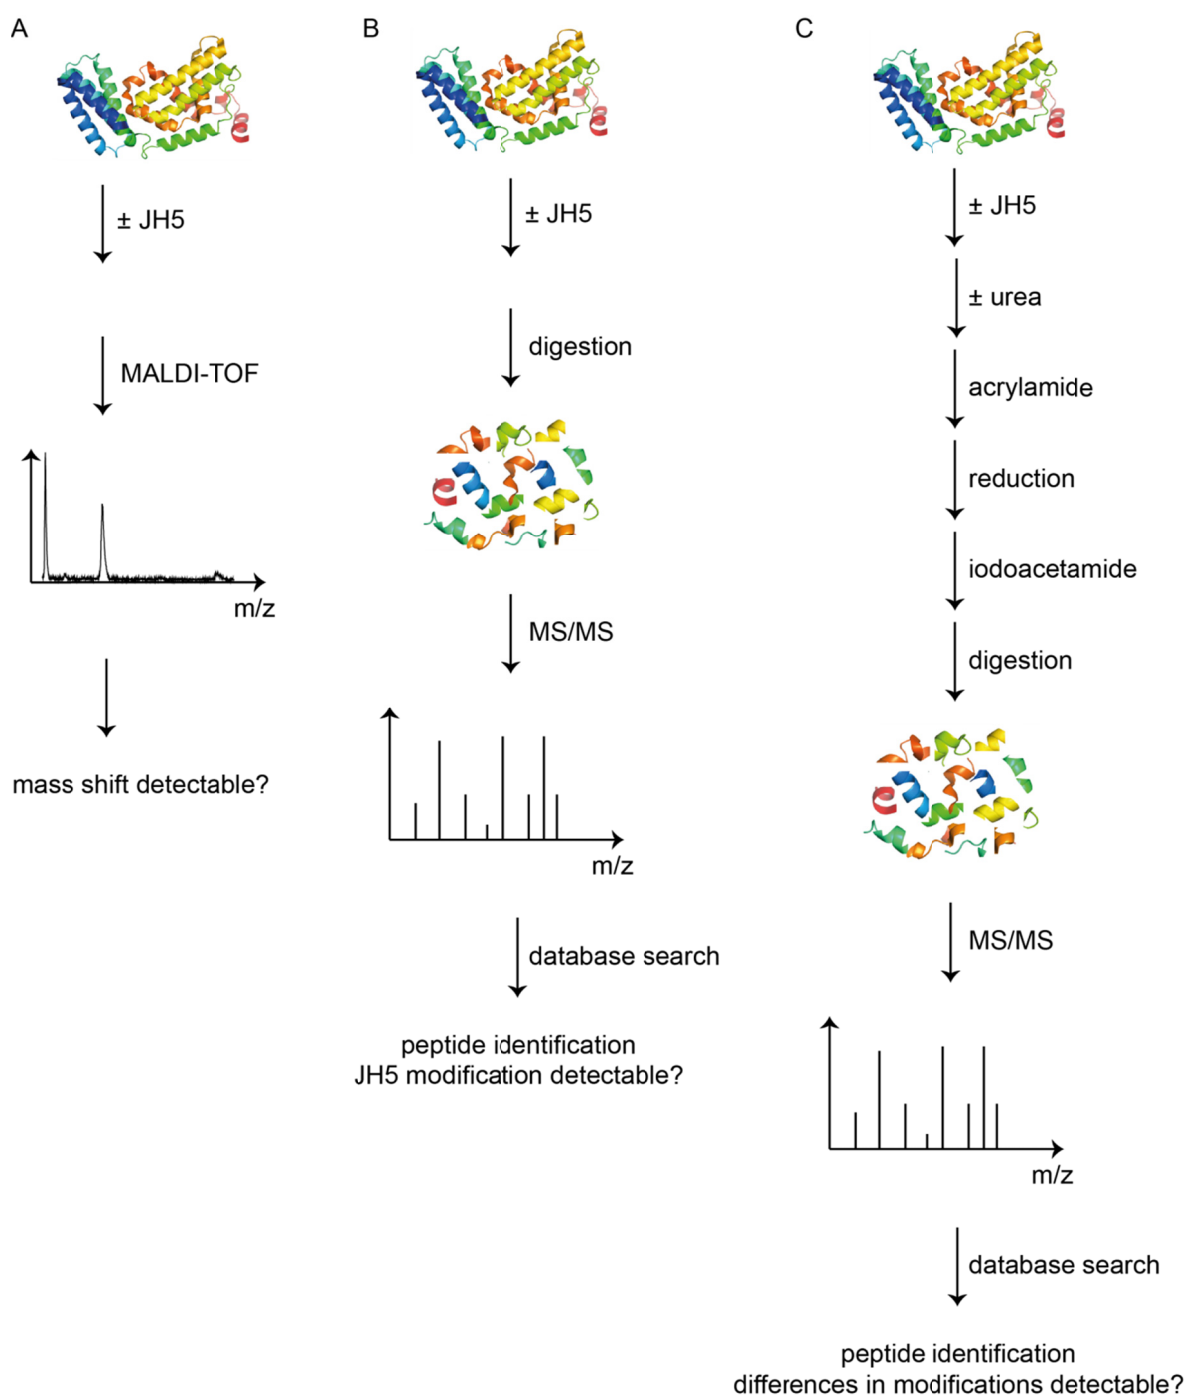 A
± JH5
MALDI-TOF
m/z
mass shift detectable?
B
± JH5
digestion
MS/MS
m/z
database search
peptide identification
JH5 modification detectable?
C
± JH5
± urea
acrylamide
reduction
iodoacetamide
digestion
MS/MS
m/z
database search
peptide identification
differences in modifications detectable?